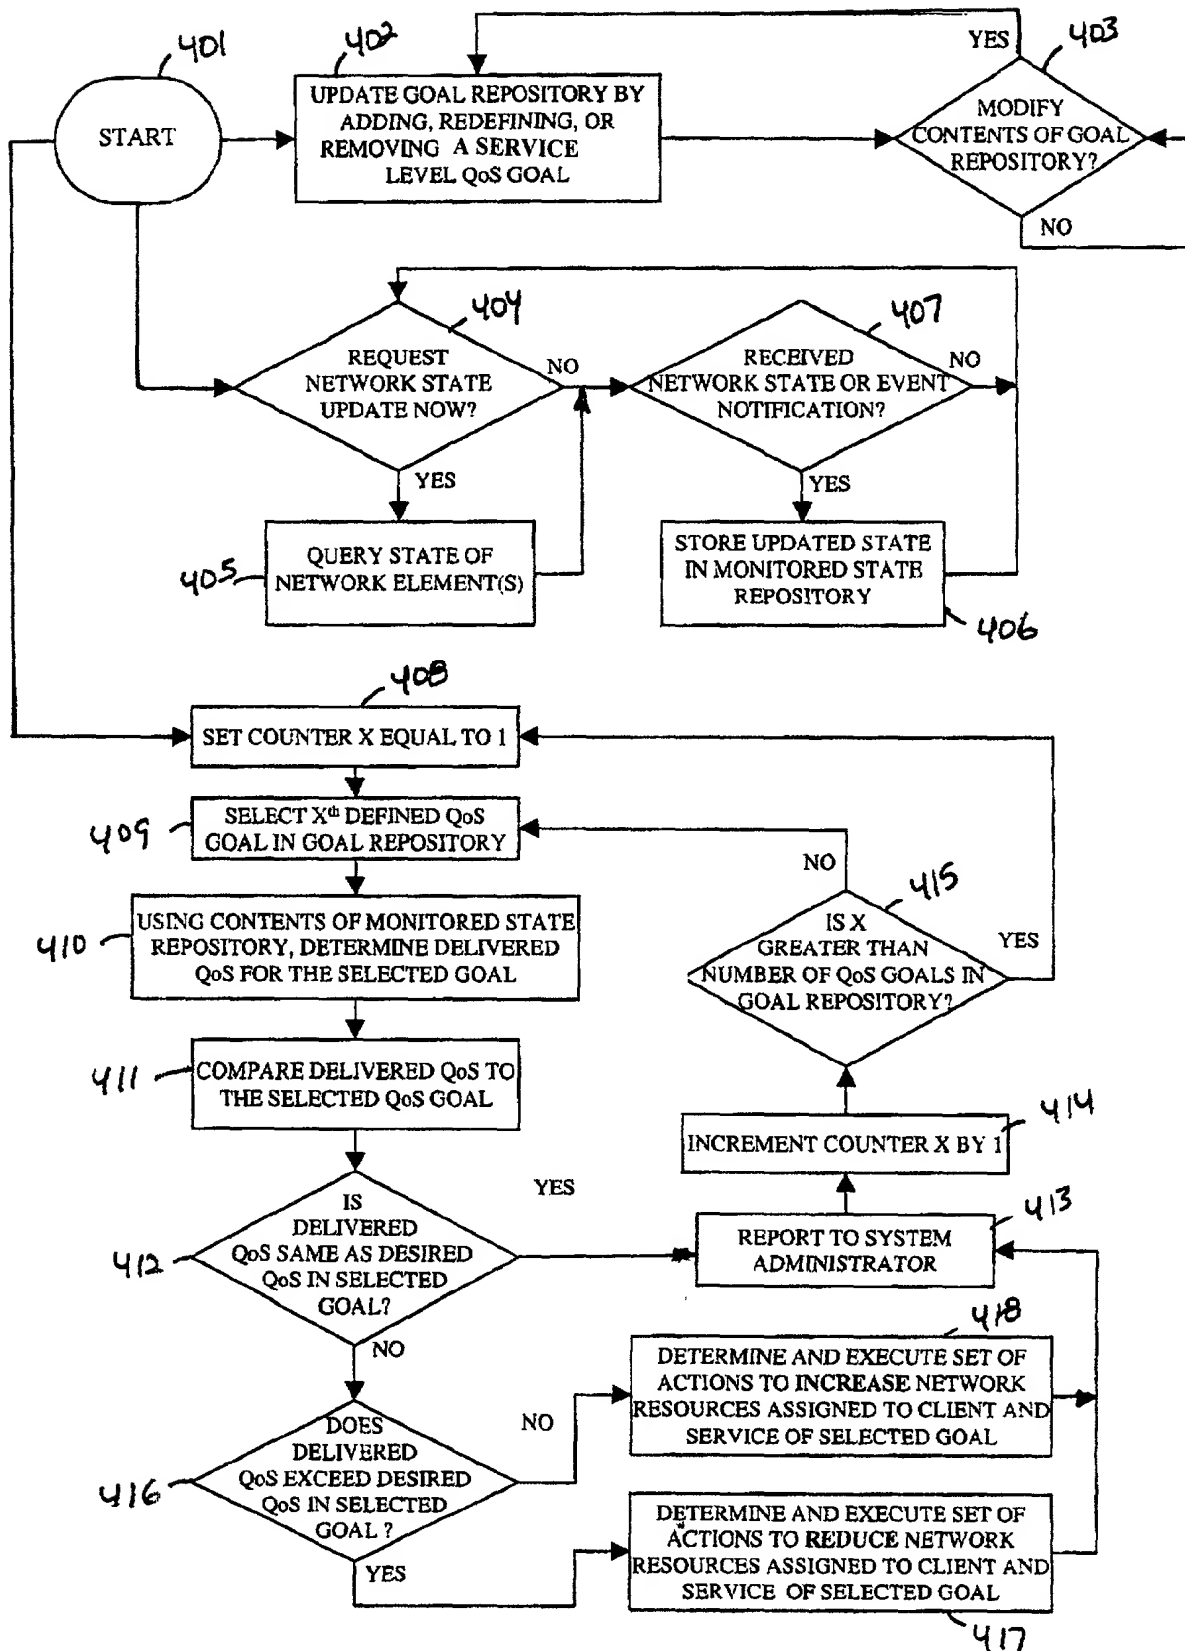 401
START
402
UPDATE GOAL REPOSITORY BY
ADDING, REDEFINING, OR
REMOVING A SERVICE
LEVEL QoS GOAL
YES
403
MODIFY
CONTENTS OF GOAL
REPOSITORY?
NO
404
REQUEST
NETWORK STATE
UPDATE NOW?
NO
YES
407
RECEIVED
NETWORK STATE OR EVENT
NOTIFICATION?
NO
YES
405
QUERY STATE OF
NETWORK ELEMENT(S)
STORE UPDATED STATE
IN MONITORED STATE
REPOSITORY
406
408
SET COUNTER X EQUAL TO 1
409
SELECT Xth DEFINED QoS
GOAL IN GOAL REPOSITORY
410
USING CONTENTS OF MONITORED STATE
REPOSITORY, DETERMINE DELIVERED
QoS FOR THE SELECTED GOAL
411
COMPARE DELIVERED QoS TO
THE SELECTED QoS GOAL
NO
415
IS X
GREATER THAN
NUMBER OF QoS GOALS IN
GOAL REPOSITORY?
YES
414
INCREMENT COUNTER X BY 1
413
REPORT TO SYSTEM
ADMINISTRATOR
412
IS
DELIVERED
QoS SAME AS DESIRED
QoS IN SELECTED
GOAL?
YES
NO
416
DOES
DELIVERED
QoS EXCEED DESIRED
QoS IN SELECTED
GOAL ?
NO
YES
418
DETERMINE AND EXECUTE SET OF
ACTIONS TO INCREASE NETWORK
RESOURCES ASSIGNED TO CLIENT AND
SERVICE OF SELECTED GOAL
DETERMINE AND EXECUTE SET OF
ACTIONS TO REDUCE NETWORK
RESOURCES ASSIGNED TO CLIENT AND
SERVICE OF SELECTED GOAL
417